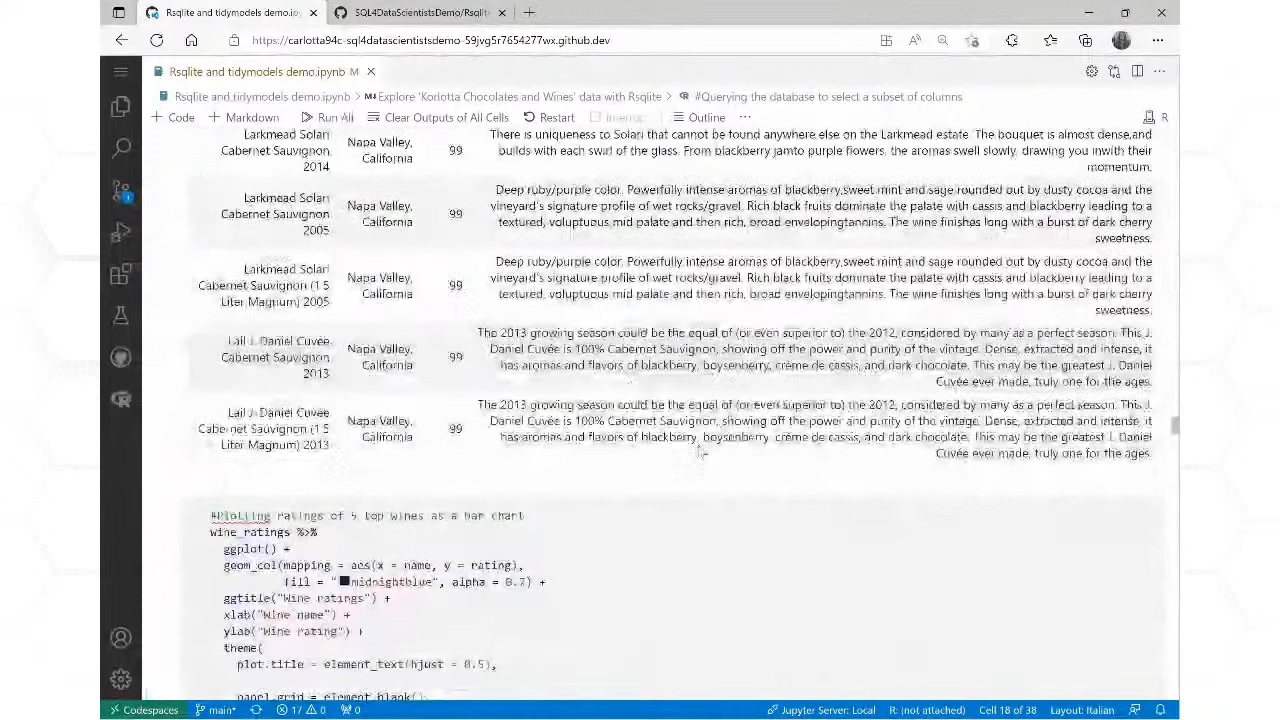 Rsqlite and tidymodels demo.ipy
SQL4DataScientistsDemo/Rsqlit
https://carlotta94c-sql4datascientistsdemo-59jvg5r7654277wx.github.dev
Rsqlite and tidymodels demo.ipynb M
Rsqlite and tidymodels demo.ipynb > M↓Explore 'Korlotta Chocolates and Wines' data with Rsqlite > #Querying the database to select a subset of columns
+ Code + Markdown Run All Clear Outputs of All Cells Restart Interrupt Outline ··· R
Larkmead Solari Cabernet Sauvignon 2014
Napa Valley, California
99
There is uniqueness to Solari that cannot be found anywhere else on the Larkmead estate. The bouquet is almost dense,and
builds with each swirl of the glass. From blackberry jamto purple flowers, the aromas swell slowly, drawing you inwith their
momentum.
Larkmead Solari
Cabernet Sauvignon
2005
Napa Valley,
California
99
Deep ruby/purple color. Powerfully intense aromas of blackberry,sweet mint and sage rounded out by dusty cocoa and the
vineyard's signature profile of wet rocks/gravel. Rich black fruits dominate the palate with cassis and blackberry leading to a
textured, voluptuous mid palate and then rich, broad envelopingtannins. The wine finishes long with a burst of dark cherry
sweetness.
Larkmead Solari
Cabernet Sauvignon (1 5
Liter Magnum) 2005
Napa Valley,
California
99
Deep ruby/purple color. Powerfully intense aromas of blackberry,sweet mint and sage rounded out by dusty cocoa and the
vineyard's signature profile of wet rocks/gravel. Rich black fruits dominate the palate with cassis and blackberry leading to a
textured, voluptuous mid palate and then rich, broad envelopingtannins. The wine finishes long with a burst of dark cherry
sweetness.
Lail J. Daniel Cuvée
Cabernet Sauvignon
2013
Napa Valley,
California
99
The 2013 growing season could be the equal of (or even superior to) the 2012, considered by many as a perfect season. This J.
Daniel Cuvée is 100% Cabernet Sauvignon, showing off the power and purity of the vintage. Dense, extracted and intense, it
has aromas and flavors of blackberry, boysenberry, crème de cassis, and dark chocolate. This may be the greatest J. Daniel
Cuvée ever made, truly one for the ages.
Lail J. Daniel Cuvée
Cabernet Sauvignon (1 5
Liter Magnum) 2013
Napa Valley,
California
99
The 2013 growing season could be the equal of (or even superior to) the 2012, considered by many as a perfect season. This J.
Daniel Cuvée is 100% Cabernet Sauvignon, showing off the power and purity of the vintage. Dense, extracted and intense, it
has aromas and flavors of blackberry, boysenberry, crème de cassis, and dark chocolate. This may be the greatest J. Daniel
Cuvée ever made, truly one for the ages.
#Plotting ratings of 5 top wines as a bar chart
wine_ratings %>%
ggplot() +
geom_col(mapping = aes(x = name, y = rating),
fill = "midnightblue", alpha = 0.7) +
ggtitle("Wine ratings") +
xlab("Wine name") +
ylab("Wine rating") +
theme(
plot.title = element_text(hjust = 0.5),
panel.grid = element_blank(),
Codespaces main* 17 0 0 Jupyter Server: Local R: (not attached) Cell 18 of 38 Layout: Italian